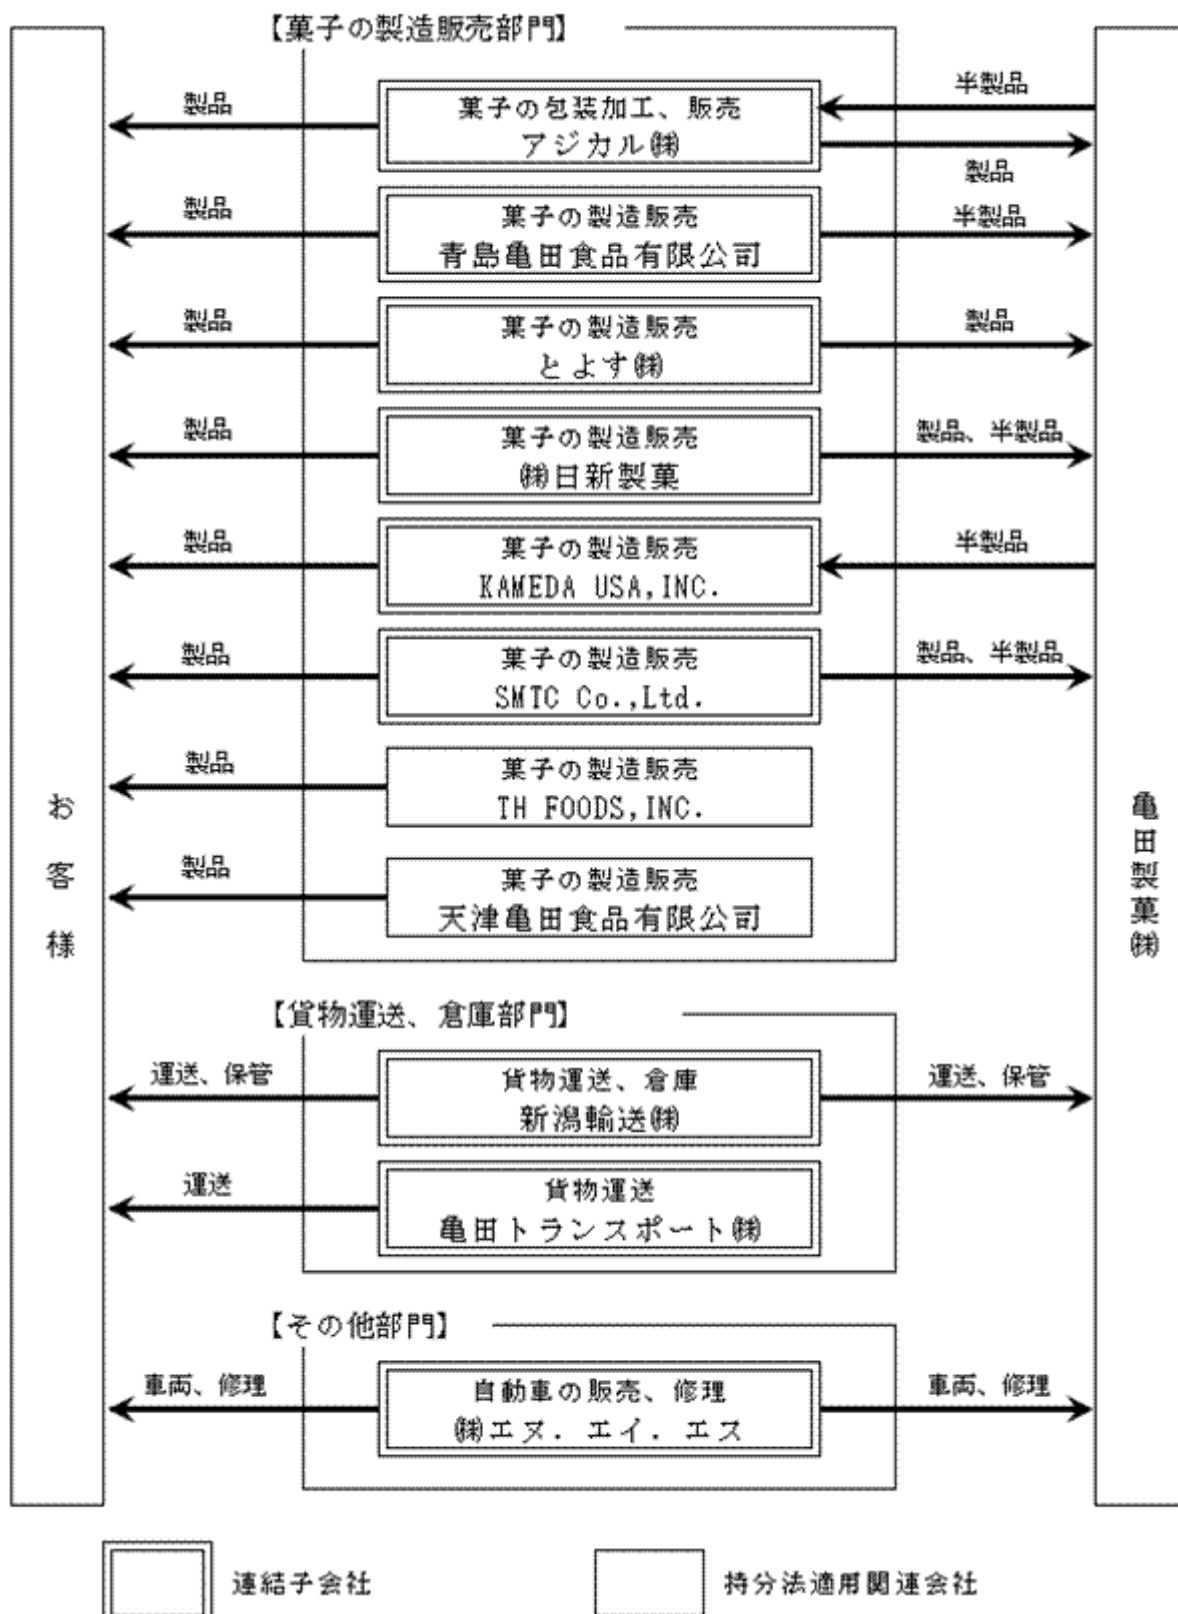 【菓子の製造販売部門】
製品
菓子の包装加工、販売
アジカル㈱
半製品
製品
製品
菓子の製造販売
青島亀田食品有限公司
半製品
製品
菓子の製造販売
とよす㈱
製品
製品
菓子の製造販売
㈱日新製菓
製品、半製品
製品
菓子の製造販売
KAMEDA USA,INC.
半製品
製品
菓子の製造販売
SMTC Co.,Ltd.
製品、半製品
製品
菓子の製造販売
TH FOODS,INC.
製品
菓子の製造販売
天津亀田食品有限公司
お客様
亀田製菓㈱
【貨物運送、倉庫部門】
運送、保管
貨物運送、倉庫
新潟輸送㈱
運送、保管
運送
貨物運送
亀田トランスポート㈱
【その他部門】
車両、修理
自動車の販売、修理
㈱エヌ．エイ．エス
車両、修理
連結子会社
持分法適用関連会社